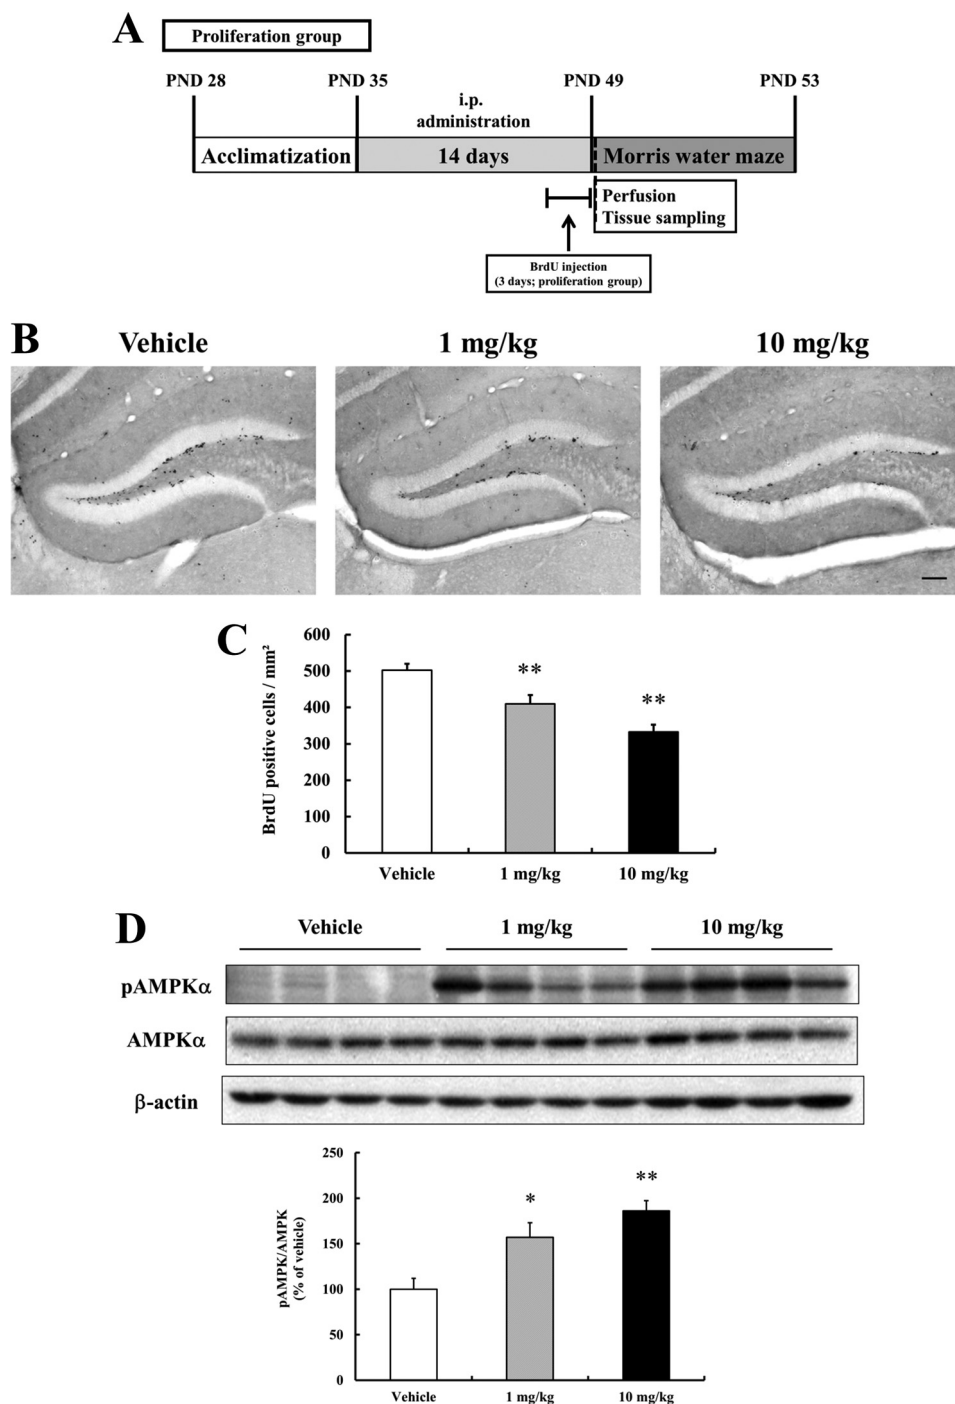 A
Proliferation group
PND 28
PND 35
PND 49
PND 53
i.p.
administration
Acclimatization
14 days
Morris water maze
Perfusion
Tissue sampling
BrdU injection
(3 days; proliferation group)
B
Vehicle
1 mg/kg
10 mg/kg
C
BrdU positive cells / mm²
600
500
400
300
200
100
0
**
**
Vehicle
1 mg/kg
10 mg/kg
D
Vehicle
1 mg/kg
10 mg/kg
pAMPKα
AMPKα
β-actin
pAMPK/AMPK
(% of vehicle)
250
200
150
100
50
0
*
**
Vehicle
1 mg/kg
10 mg/kg